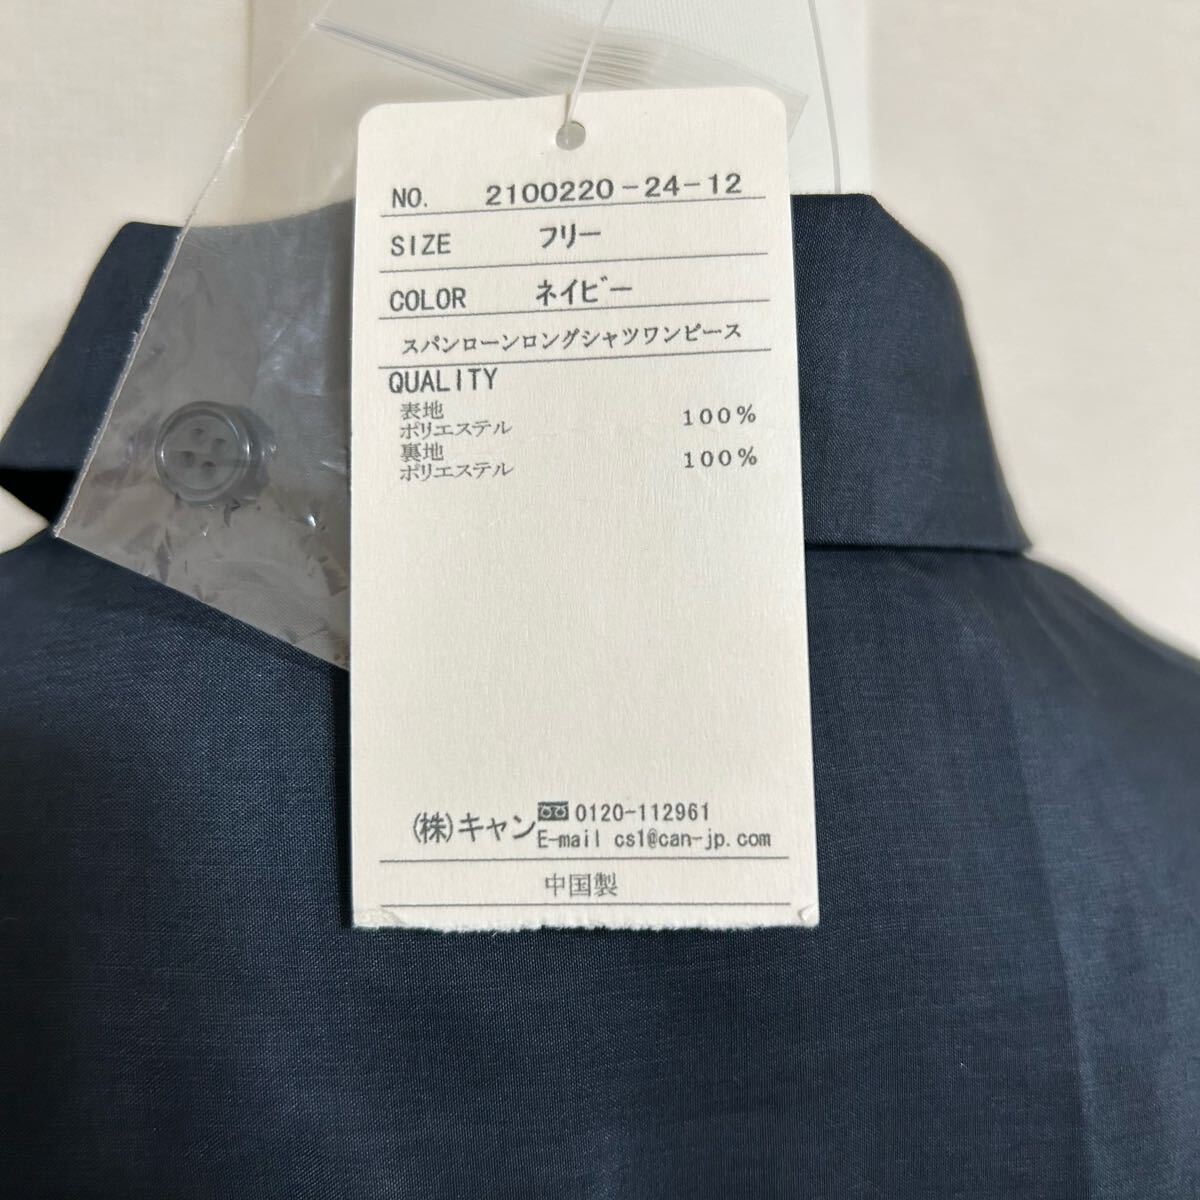 NO. 2100220-24-12
SIZE フリー
COLOR ネイビー
スパンローンロングシャツワンピース
QUALITY
表地
ポリエステル 100%
裏地
ポリエステル 100%
(株)キャン 0120-112961
E-mail cs1@can-jp.com
中国製